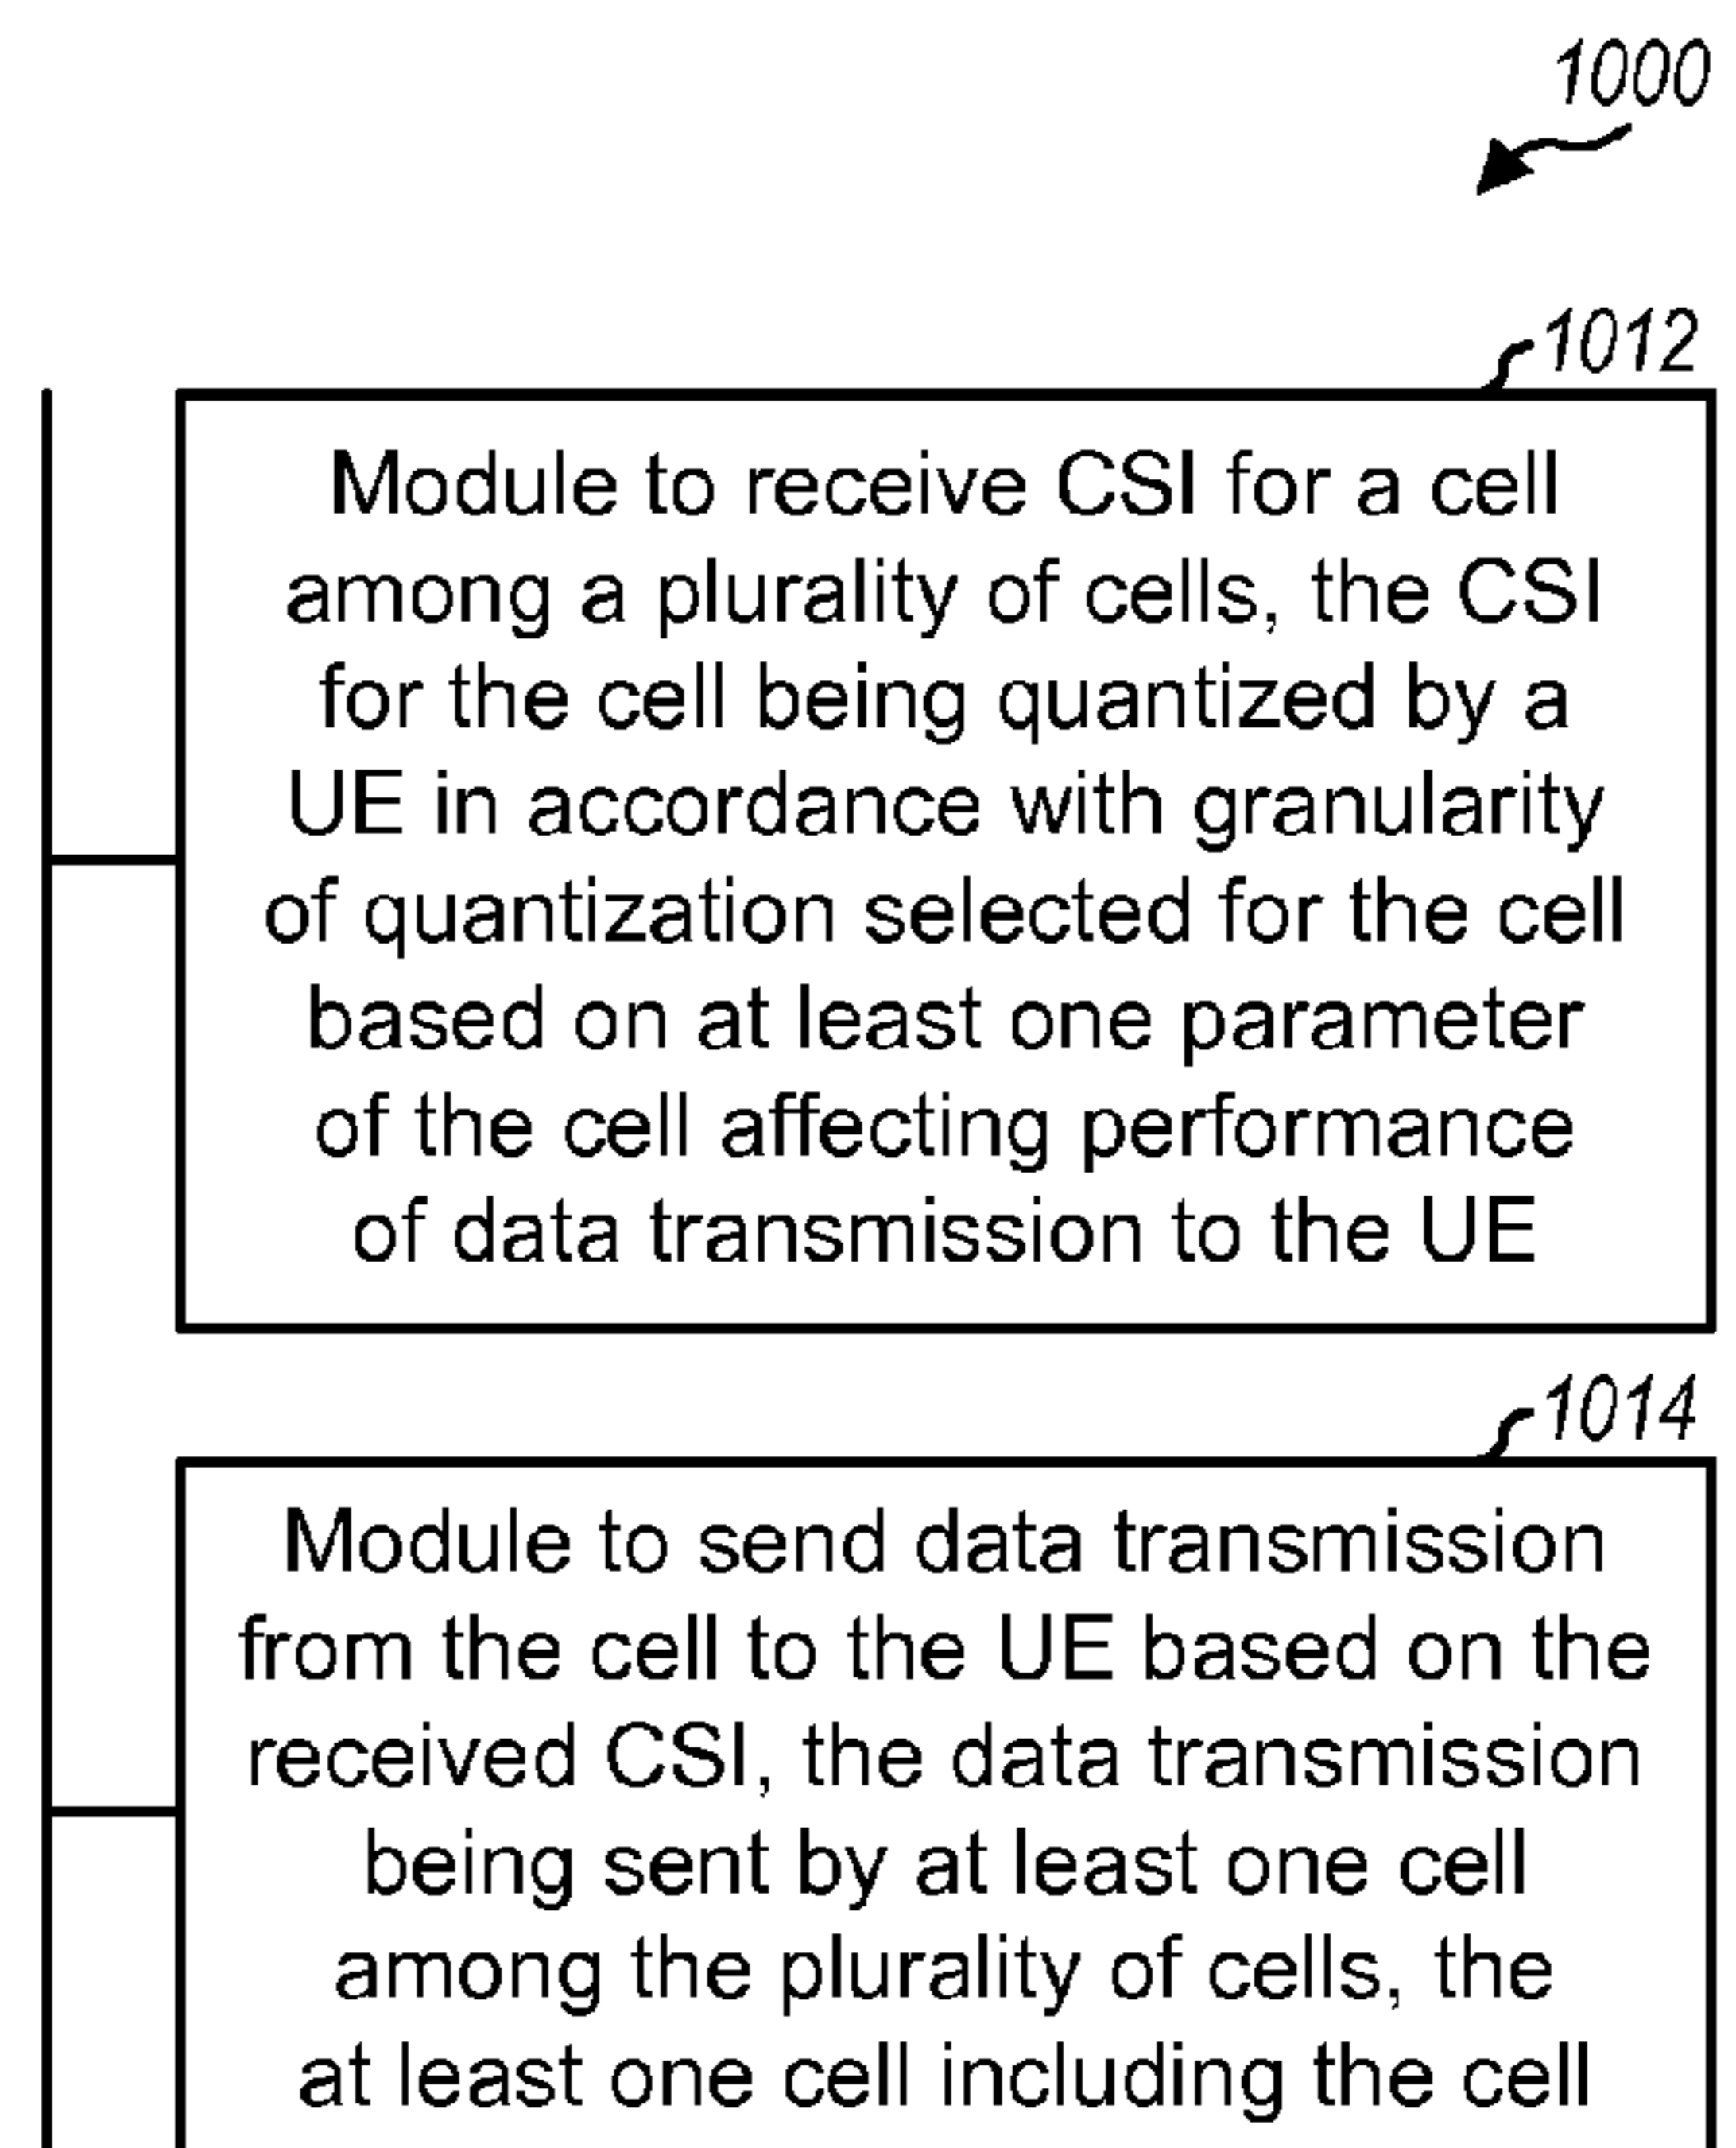 1000
1012
Module to receive CSI for a cell
among a plurality of cells, the CSI
for the cell being quantized by a
UE in accordance with granularity
of quantization selected for the cell
based on at least one parameter
of the cell affecting performance
of data transmission to the UE
1014
Module to send data transmission
from the cell to the UE based on the
received CSI, the data transmission
being sent by at least one cell
among the plurality of cells, the
at least one cell including the cell